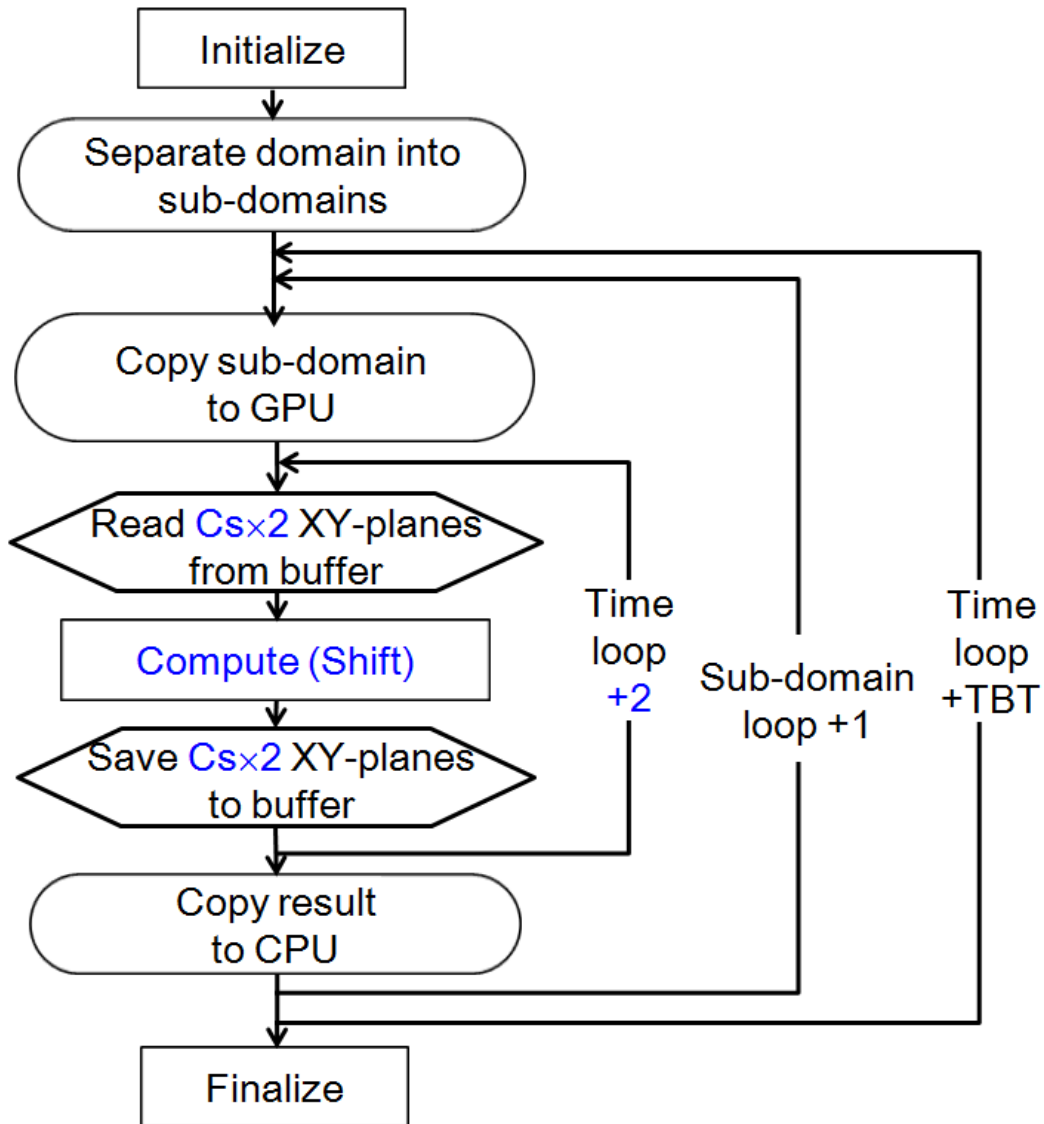 Initialize
Separate domain into
sub-domains
Copy sub-domain
to GPU
Read Cs×2 XY-planes
from buffer
Compute (Shift)
Save Cs×2 XY-planes
to buffer
Copy result
to CPU
Finalize
Time
loop
+2
Sub-domain
loop +1
Time
loop
+TBT